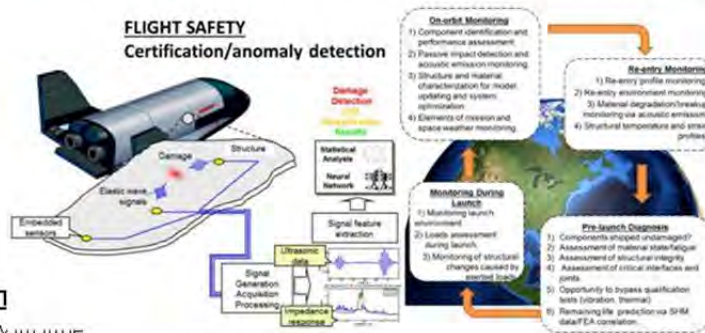 FLIGHT SAFETY
Certification/anomaly detection
Damage
Structure
Elastic wave
signals
Embedded
sensors
Signal
Generation
Acquisition
Processing
Damage
Detection
Results
Statistical
Analysis
Neural
Network
Signal feature
extraction
Ultrasonic
data
Impedance
response
On-orbit Monitoring
1) Component identification and
performance assessment.
2) Passive impact detection and
acoustic emission monitoring.
3) Structure and material
characterization for model
updating and system
optimization.
4) Elements of mission and
space weather monitoring.
Re-entry Monitoring
1) Re-entry profile monitoring
2) Re-entry environment monitoring
3) Material degradation/breakup
monitoring via acoustic emission
4) Structural temperature and strain
profiles
Monitoring During
Launch
1) Monitoring launch
environment
2) Loads assessment
during launch.
3) Monitoring of structural
changes caused by
exerted loads.
Pre-launch Diagnosis
1) Components shipped undamaged?
2) Assessment of material state/fatigue
3) Assessment of structural integrity
4) Assessment of critical interfaces and
joints.
5) Opportunity to bypass qualification
tests (vibration, thermal)
6) Remaining life prediction via SHM
data/FEA correlation.